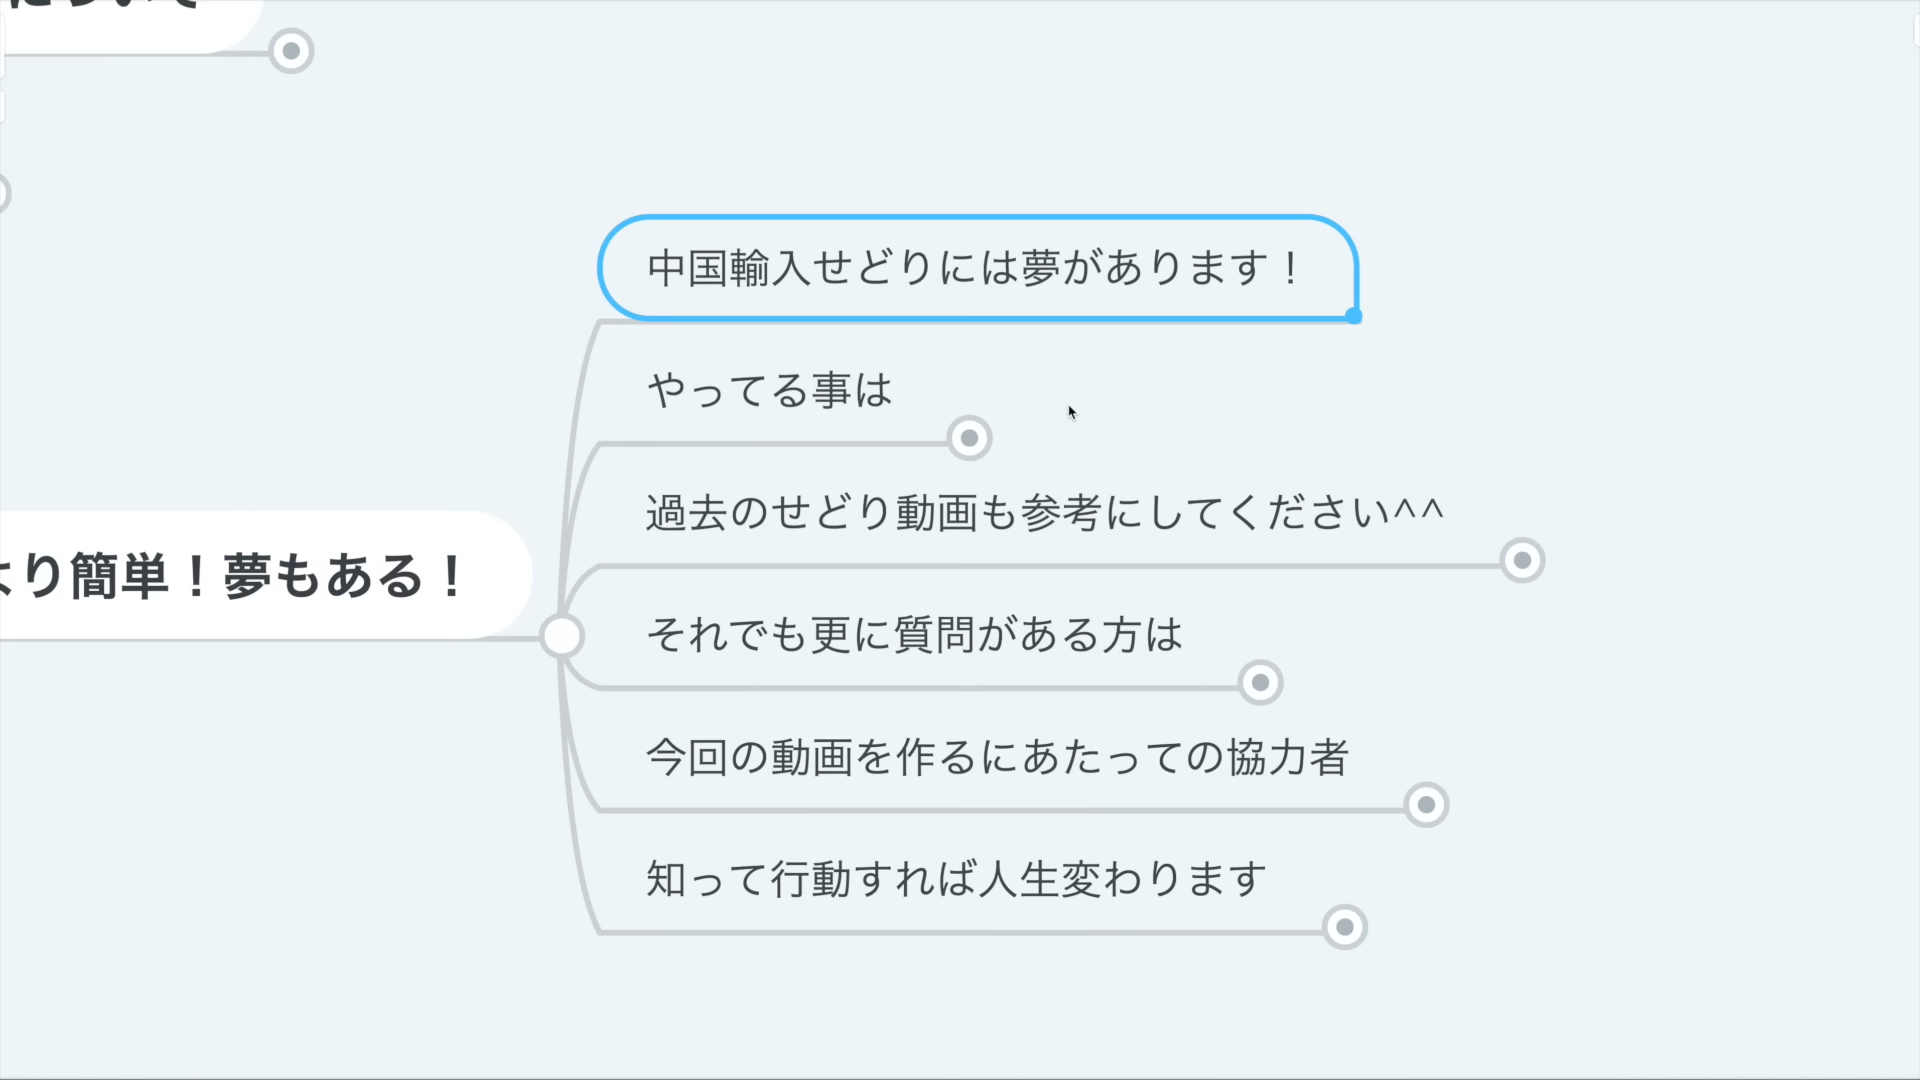 中国輸入せどりには夢があります！
やってる事は
過去のせどり動画も参考にしてください^^
より簡単！夢もある！
それでも更に質問がある方は
今回の動画を作るにあたっての協力者
知って行動すれば人生変わります